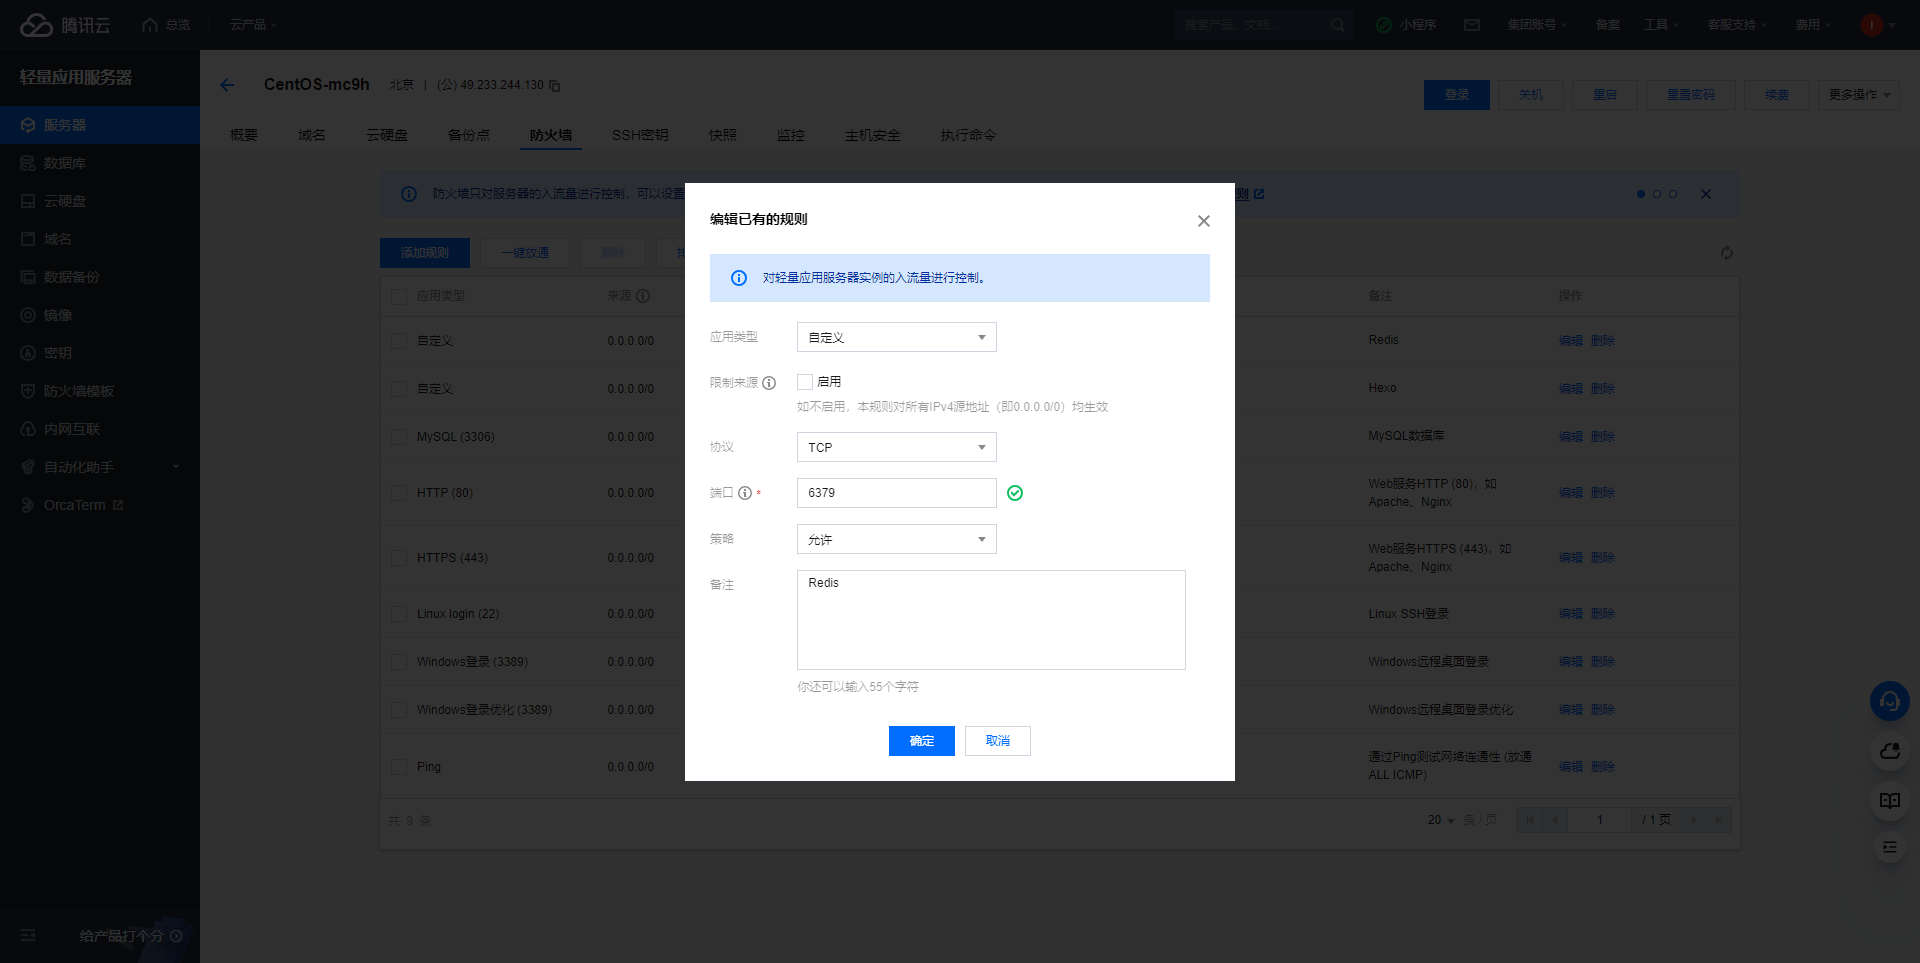 腾讯云 总览 云产品 搜索产品、文档... 小程序 集团账号 备案 工具 客服支持 费用 I
轻量应用服务器
服务器
数据库
云硬盘
域名
数据备份
镜像
密钥
防火墙模板
内网互联
自动化助手
OrcaTerm
给产品打个分
CentOS-mc9h 北京 | (公) 49.233.244.130
登录 关机 重启 重置密码 续费 更多操作
概要 域名 云硬盘 备份点 防火墙 SSH密钥 快照 监控 主机安全 执行命令
防火墙只对服务器的入流量进行控制，可以设置
则
添加规则 一键放通 删除
应用类型 来源 备注 操作
自定义 0.0.0.0/0 Redis 编辑 删除
自定义 0.0.0.0/0 Hexo 编辑 删除
MySQL (3306) 0.0.0.0/0 MySQL数据库 编辑 删除
HTTP (80) 0.0.0.0/0 Web服务HTTP (80)，如
Apache、Nginx 编辑 删除
HTTPS (443) 0.0.0.0/0 Web服务HTTPS (443)，如
Apache、Nginx 编辑 删除
Linux login (22) 0.0.0.0/0 Linux SSH登录 编辑 删除
Windows登录 (3389) 0.0.0.0/0 Windows远程桌面登录 编辑 删除
Windows登录优化 (3389) 0.0.0.0/0 Windows远程桌面登录优化 编辑 删除
Ping 0.0.0.0/0 通过Ping测试网络连通性 (放通
ALL ICMP) 编辑 删除
共 9 条 20 条 / 页 1 / 1 页
编辑已有的规则
对轻量应用服务器实例的入流量进行控制。
应用类型 自定义
限制来源 启用
如不启用，本规则对所有IPv4源地址（即0.0.0.0/0）均生效
协议 TCP
端口 * 6379
策略 允许
备注 Redis
你还可以输入55个字符
确定 取消